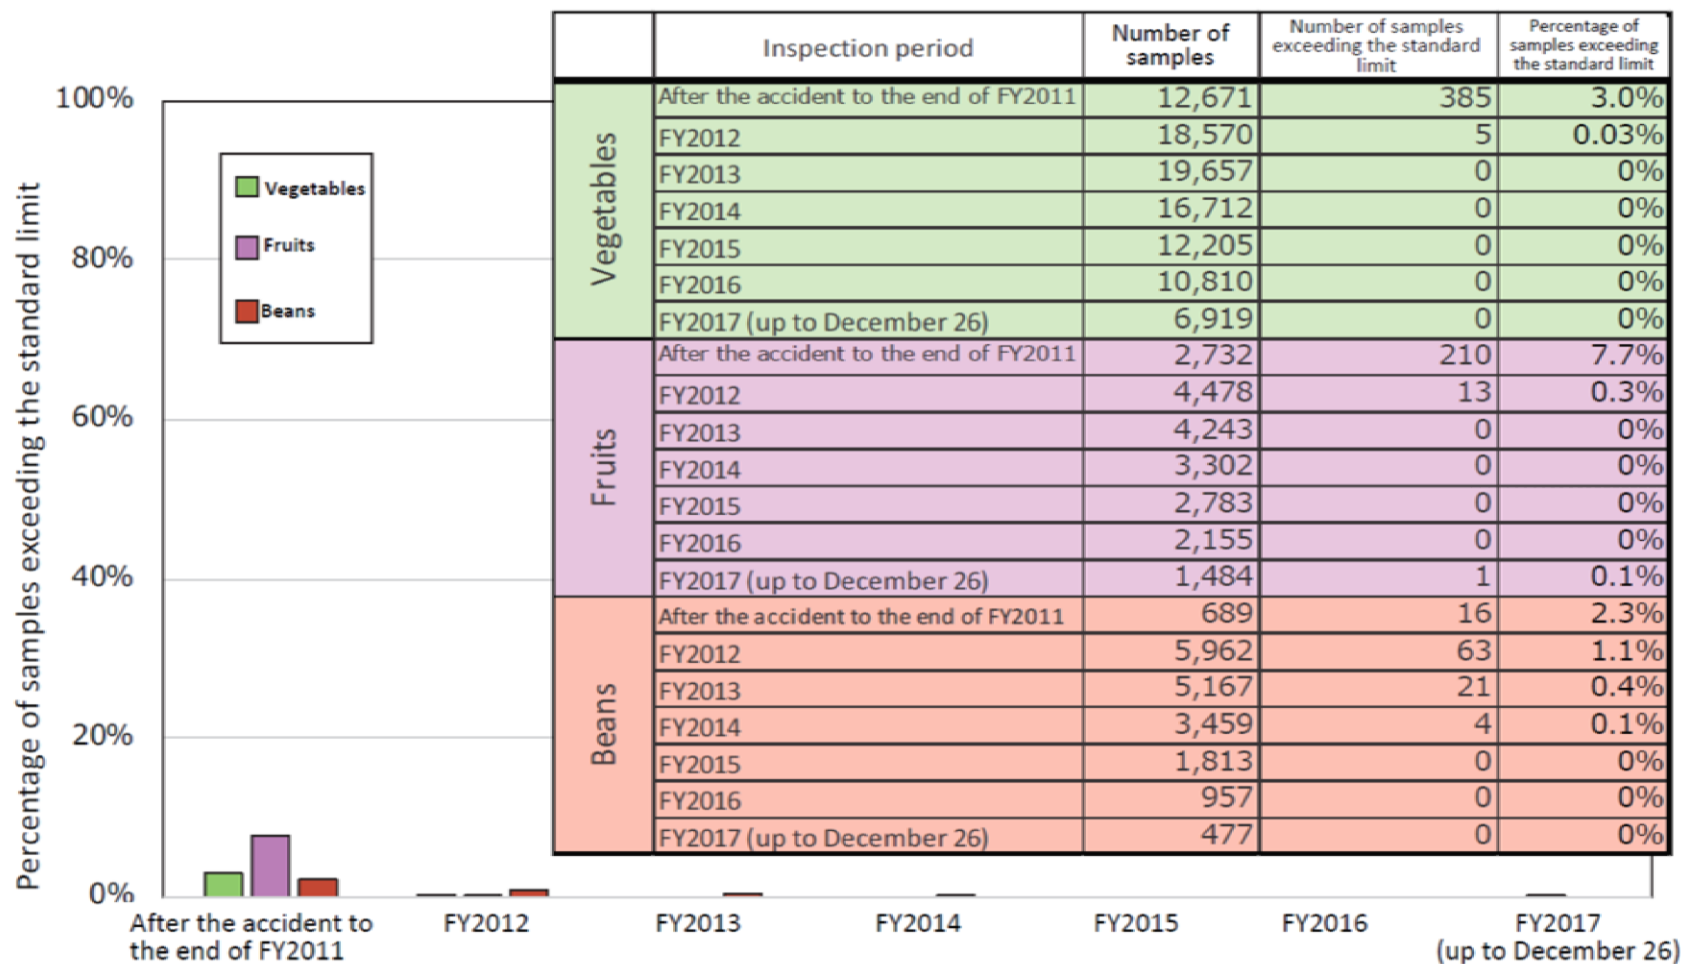 Inspection period
Number of
samples
Number of samples
exceeding the standard
limit
Percentage of
samples exceeding
the standard limit
Vegetables
After the accident to the end of FY2011 12,671 385 3.0%
FY2012 18,570 5 0.03%
FY2013 19,657 0 0%
FY2014 16,712 0 0%
FY2015 12,205 0 0%
FY2016 10,810 0 0%
FY2017 (up to December 26) 6,919 0 0%
Fruits
After the accident to the end of FY2011 2,732 210 7.7%
FY2012 4,478 13 0.3%
FY2013 4,243 0 0%
FY2014 3,302 0 0%
FY2015 2,783 0 0%
FY2016 2,155 0 0%
FY2017 (up to December 26) 1,484 1 0.1%
Beans
After the accident to the end of FY2011 689 16 2.3%
FY2012 5,962 63 1.1%
FY2013 5,167 21 0.4%
FY2014 3,459 4 0.1%
FY2015 1,813 0 0%
FY2016 957 0 0%
FY2017 (up to December 26) 477 0 0%
Percentage of samples exceeding the standard limit
100%
80%
60%
40%
20%
0%
Vegetables
Fruits
Beans
After the accident to
the end of FY2011
FY2012
FY2013
FY2014
FY2015
FY2016
FY2017
(up to December 26)